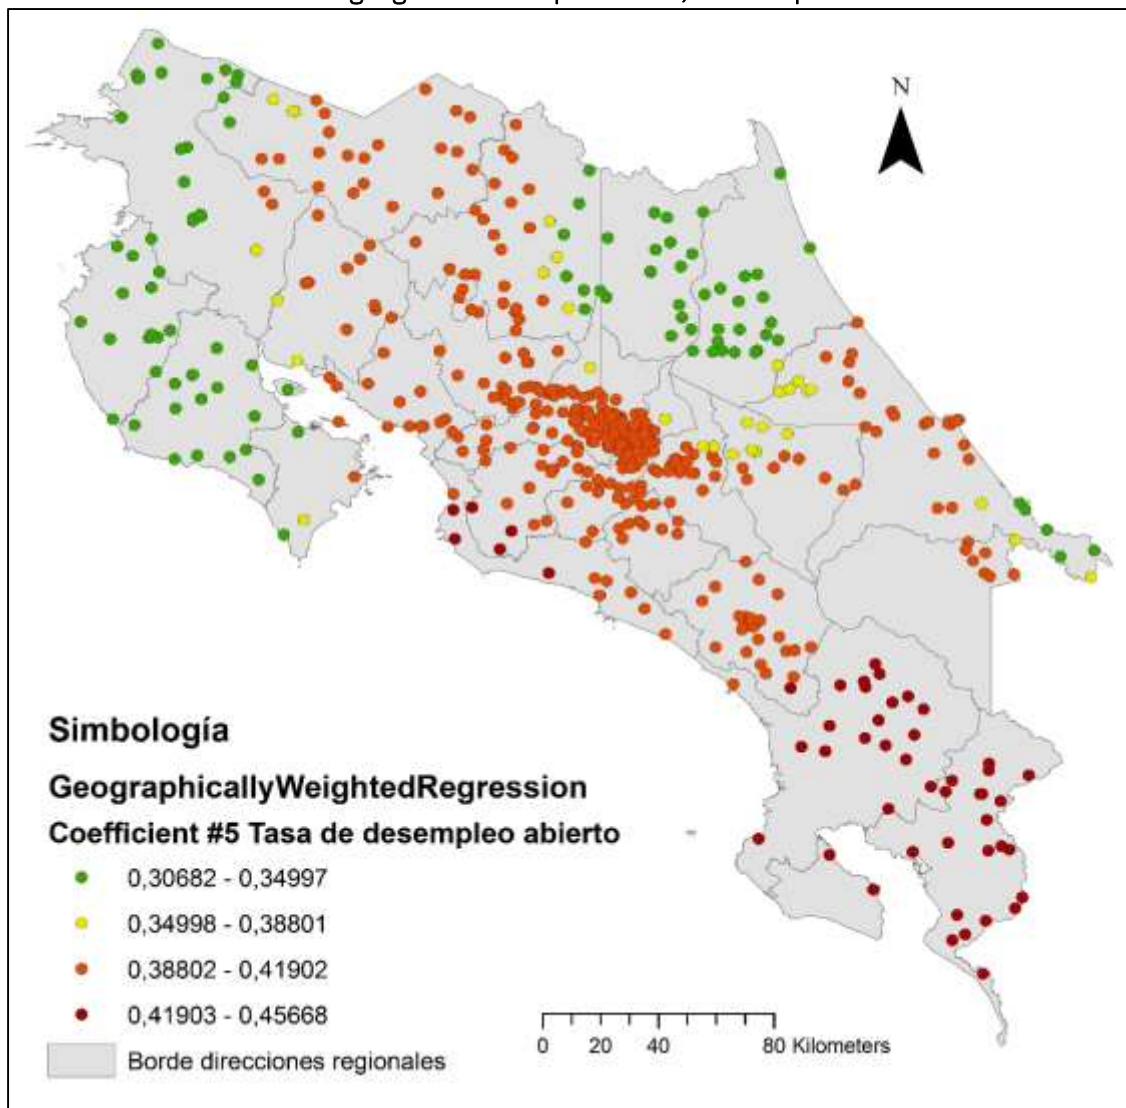 N
Simbología
GeographicallyWeightedRegression
Coefficient #5 Tasa de desempleo abierto
0,30682 - 0,34997
0,34998 - 0,38801
0,38802 - 0,41902
0,41903 - 0,45668
Borde direcciones regionales
0 20 40 80 Kilometers